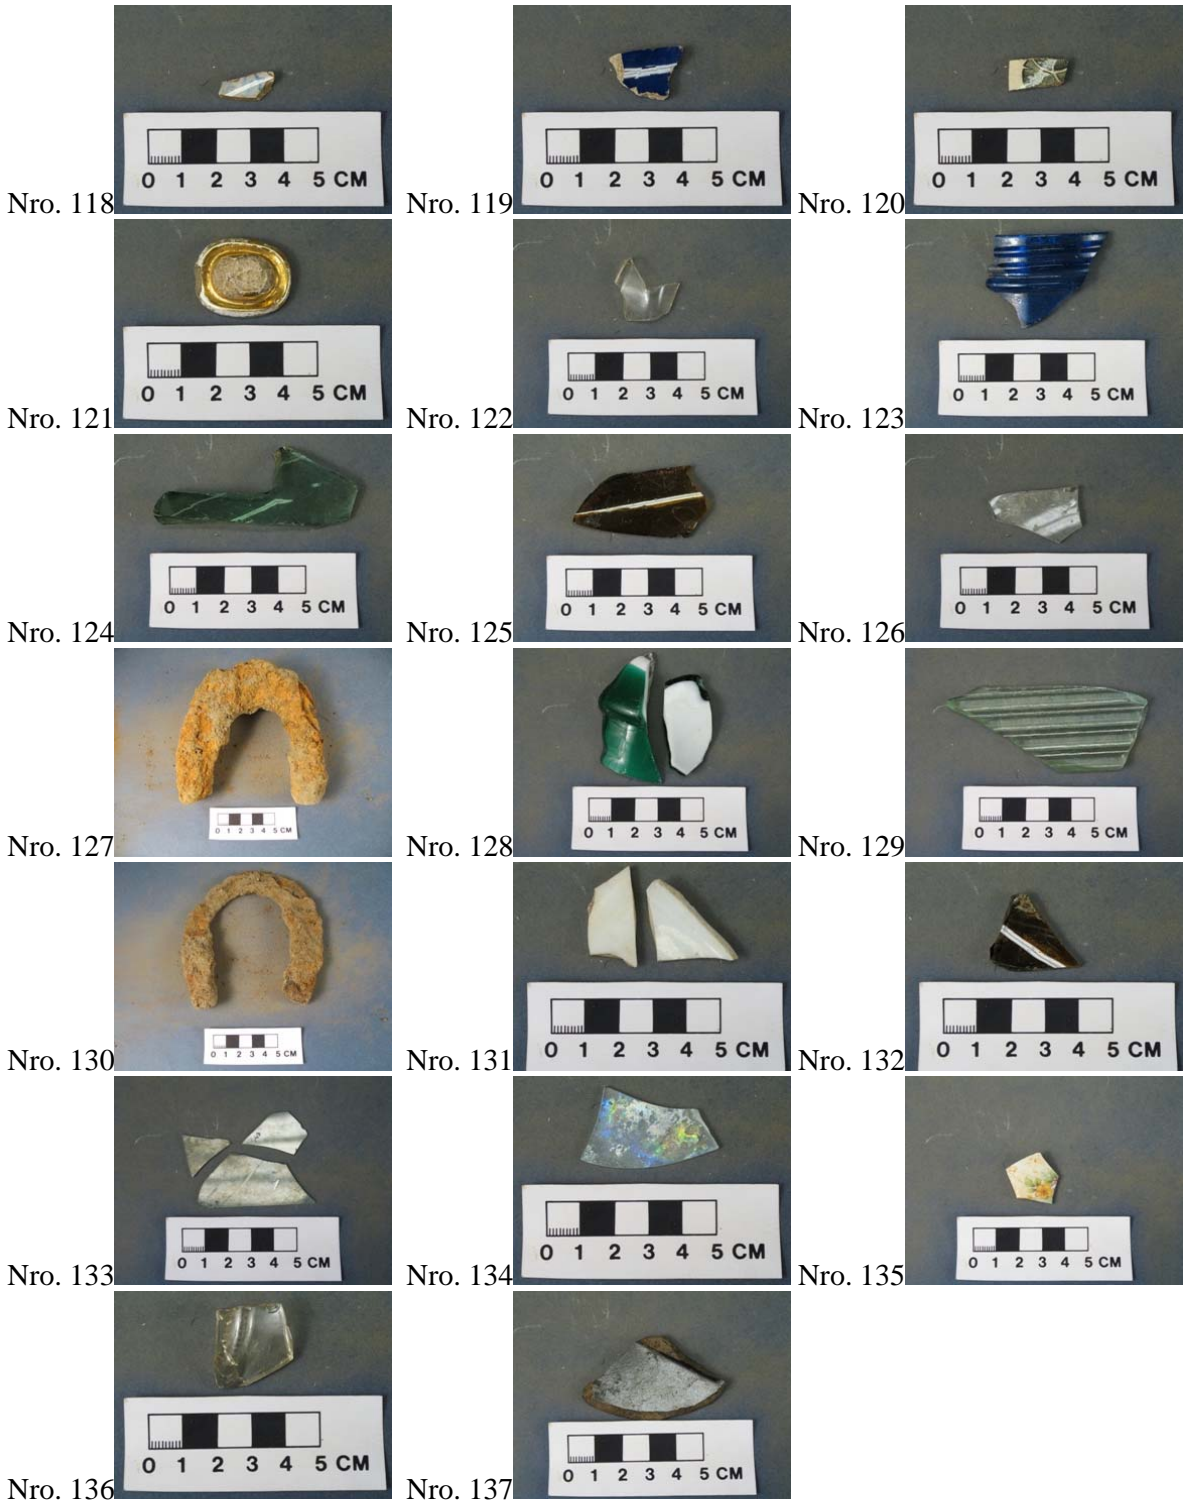 0 1 2 3 4 5 CM 0 1 2 3 4 5 CM 0 1 2 3 4 5 CM
Nro. 118 Nro. 119 Nro. 120
0 1 2 3 4 5 CM 0 1 2 3 4 5 CM 0 1 2 3 4 5 CM
Nro. 121 Nro. 122 Nro. 123
0 1 2 3 4 5 CM 0 1 2 3 4 5 CM 0 1 2 3 4 5 CM
Nro. 124 Nro. 125 Nro. 126
0 1 2 3 4 5 CM 0 1 2 3 4 5 CM 0 1 2 3 4 5 CM
Nro. 127 Nro. 128 Nro. 129
0 1 2 3 4 5 CM 0 1 2 3 4 5 CM 0 1 2 3 4 5 CM
Nro. 130 Nro. 131 Nro. 132
0 1 2 3 4 5 CM 0 1 2 3 4 5 CM 0 1 2 3 4 5 CM
Nro. 133 Nro. 134 Nro. 135
0 1 2 3 4 5 CM 0 1 2 3 4 5 CM
Nro. 136 Nro. 137